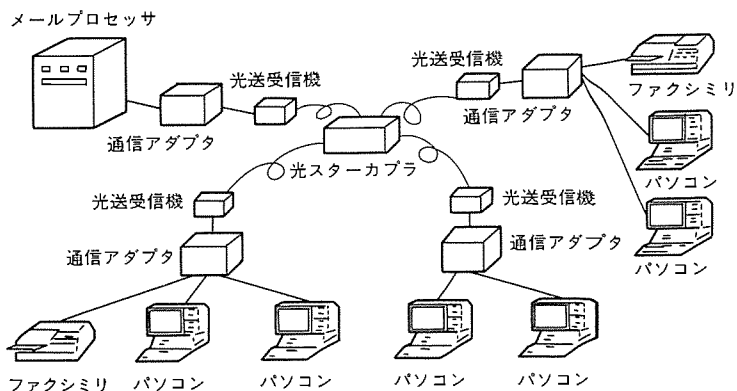 メールプロセッサ
光送受信機
通信アダプタ
光送受信機
通信アダプタ
ファクシミリ
パソコン
パソコン
光スターカプラ
光送受信機
通信アダプタ
光送受信機
通信アダプタ
ファクシミリ
パソコン
パソコン
パソコン
パソコン